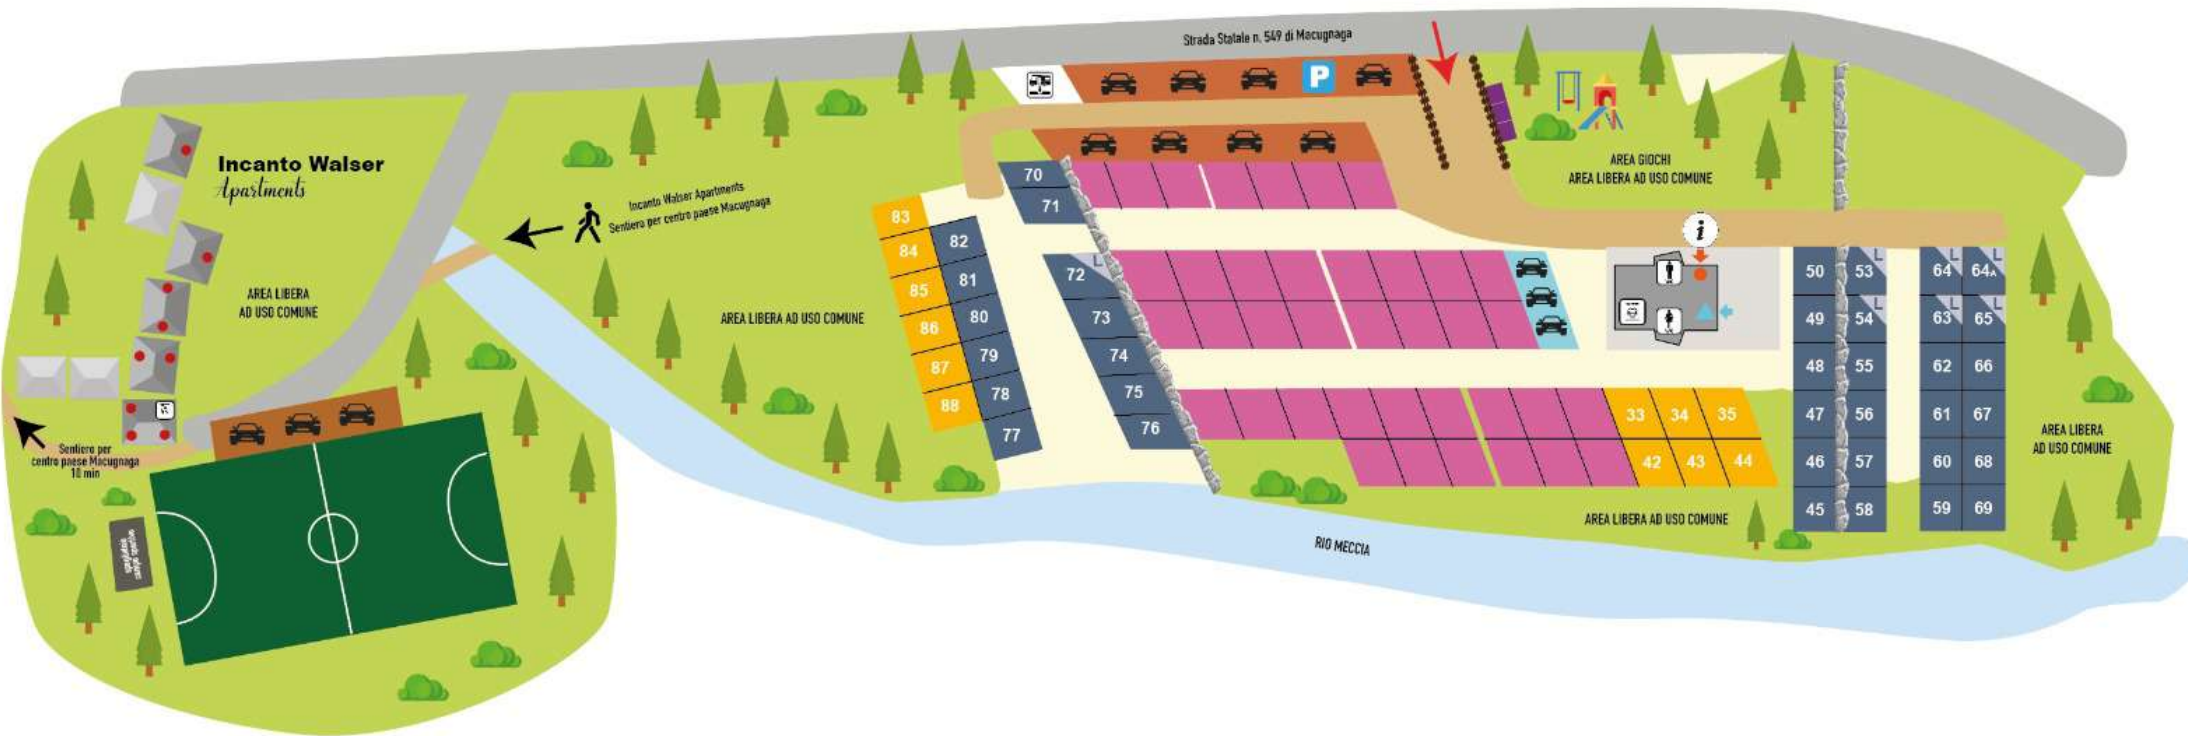 Strada Statale n. 549 di Macugnaga
P
Incanto Walser
Apartments
AREA LIBERA
AD USO COMUNE
Incanto Walser Apartments
Sentiero per centro paese Macugnaga
AREA GIOCHI
AREA LIBERA AD USO COMUNE
i
70
71
83
84
85
86
87
88
82
81
80
79
78
77
AREA LIBERA AD USO COMUNE
72 L
73
74
75
76
33 34 35
42 43 44
50 53 L
49 54 L
48 55
47 56
46 57
45 58
64 L 64A L
63 L 65 L
62 66
61 67
60 68
59 69
AREA LIBERA
AD USO COMUNE
AREA LIBERA AD USO COMUNE
RIO MECCIA
Sentiero per
centro paese Macugnaga
10 min